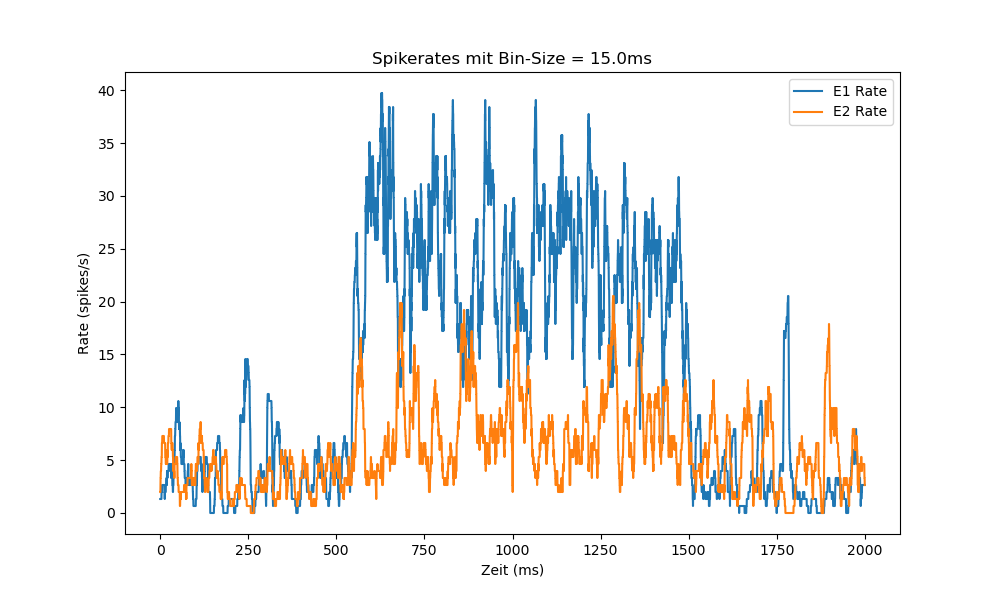 Spikerates mit Bin-Size = 15.0ms
E1 Rate
E2 Rate
Rate (spikes/s)
40
35
30
25
20
15
10
5
0
0 250 500 750 1000 1250 1500 1750 2000
Zeit (ms)